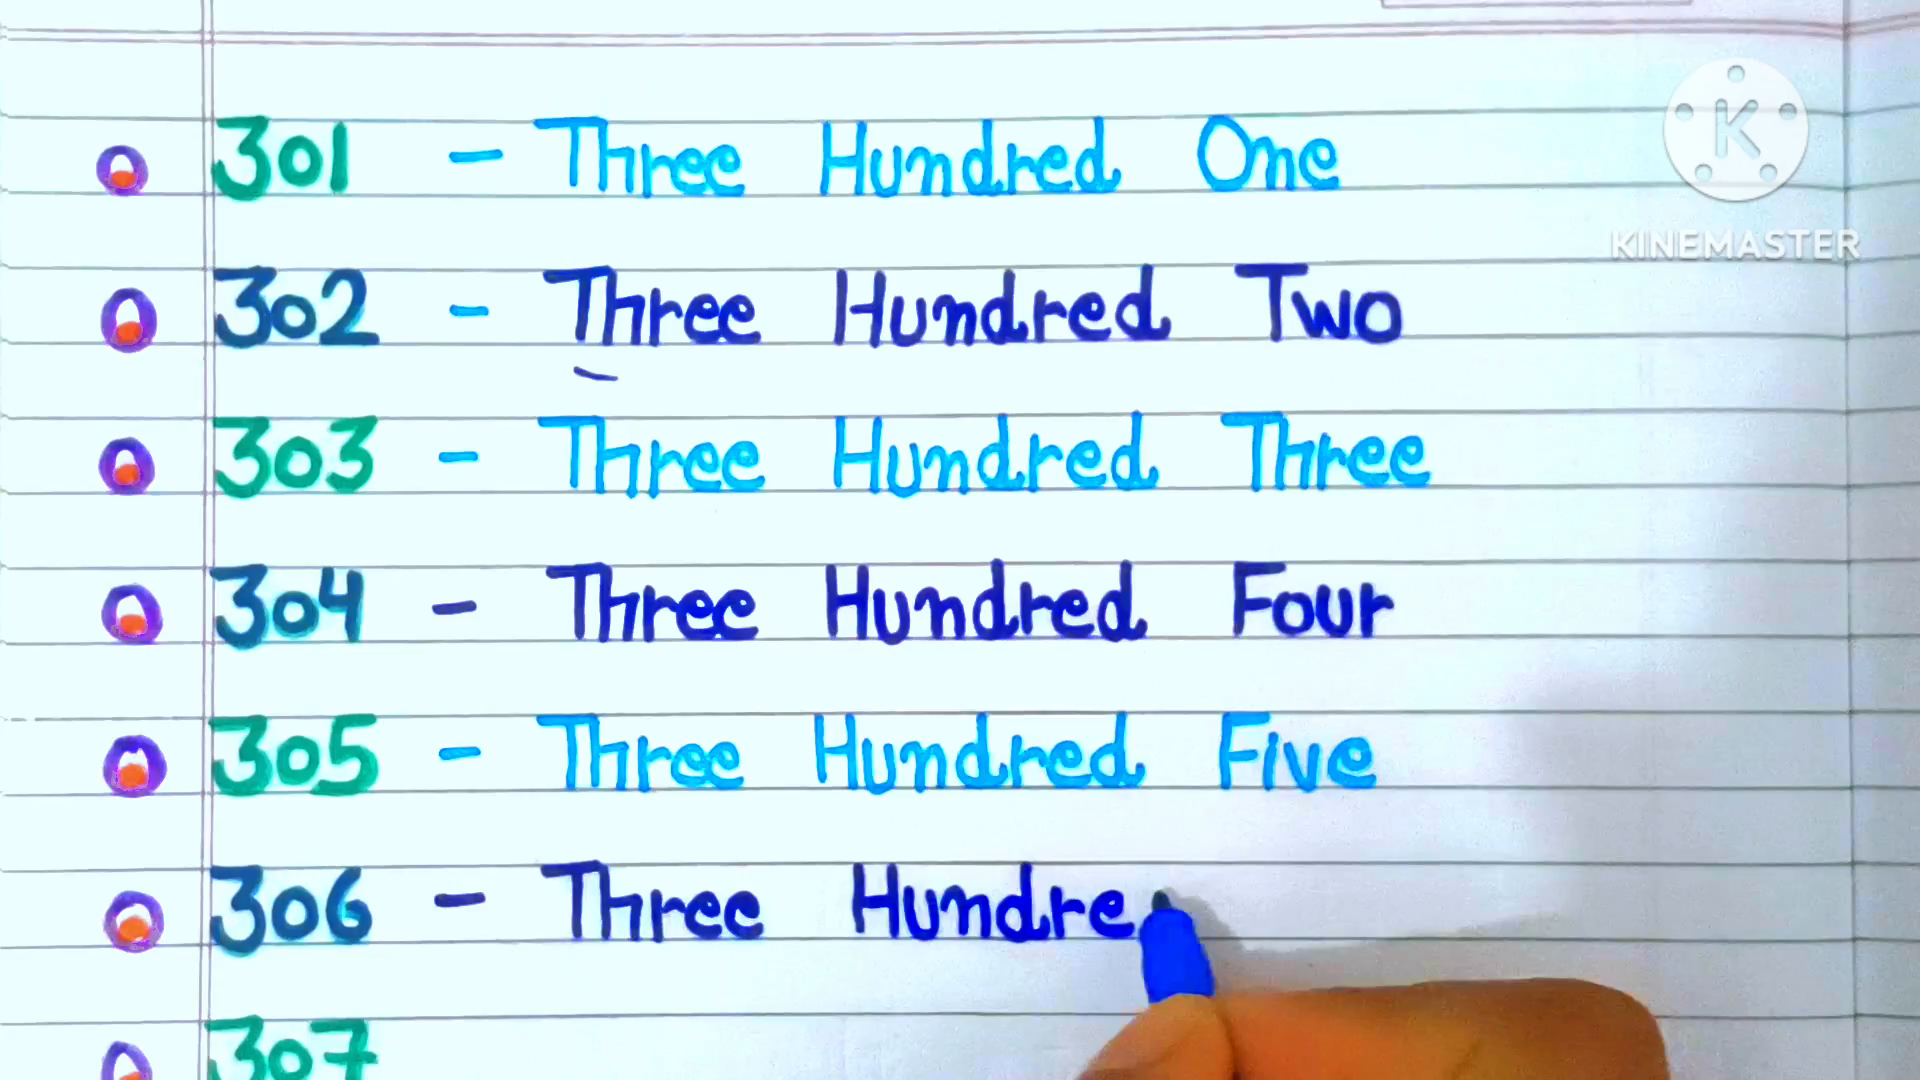 301 - Three Hundred One
K
KINEMASTER
302 - Three Hundred Two
303 - Three Hundred Three
304 - Three Hundred Four
305 - Three Hundred Five
306 - Three Hundre
307